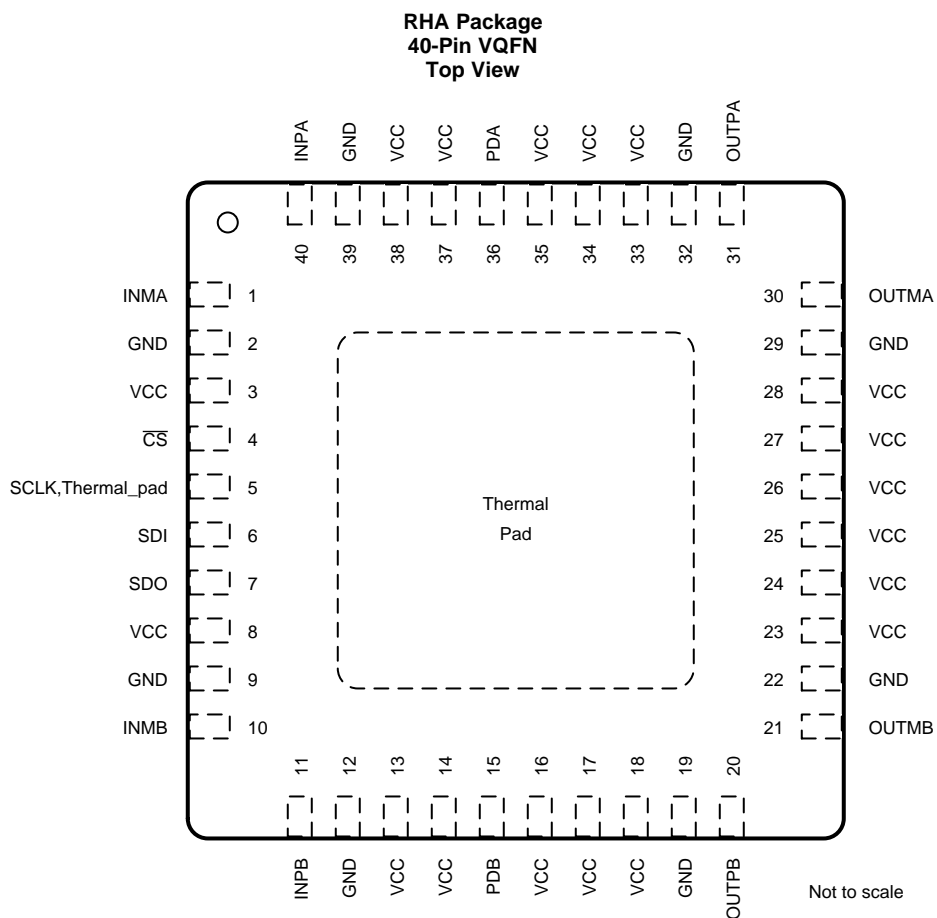 RHA Package
40-Pin VQFN
Top View
INPA GND VCC VCC PDA VCC VCC VCC GND OUTPA
40 39 38 37 36 35 34 33 32 31
INMA 1 30 OUTMA
GND 2 29 GND
VCC 3 28 VCC
CS 4 27 VCC
SCLK,Thermal_pad 5 26 VCC
SDI 6 25 VCC
Thermal
Pad
SDO 7 24 VCC
VCC 8 23 VCC
GND 9 22 GND
INMB 10 21 OUTMB
11 12 13 14 15 16 17 18 19 20
INPB GND VCC VCC PDB VCC VCC VCC GND OUTPB
Not to scale